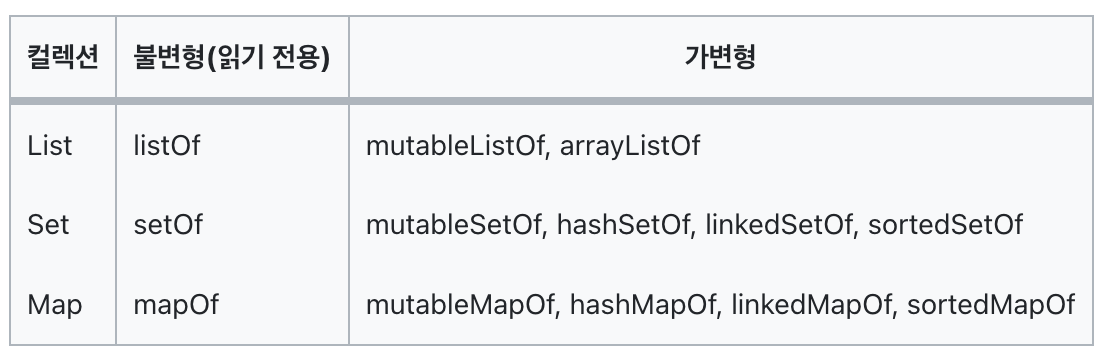 컬렉션 불변형(읽기 전용) 가변형
List listOf mutableListOf, arrayListOf
Set setOf mutableSetOf, hashSetOf, linkedSetOf, sortedSetOf
Map mapOf mutableMapOf, hashMapOf, linkedMapOf, sortedMapOf